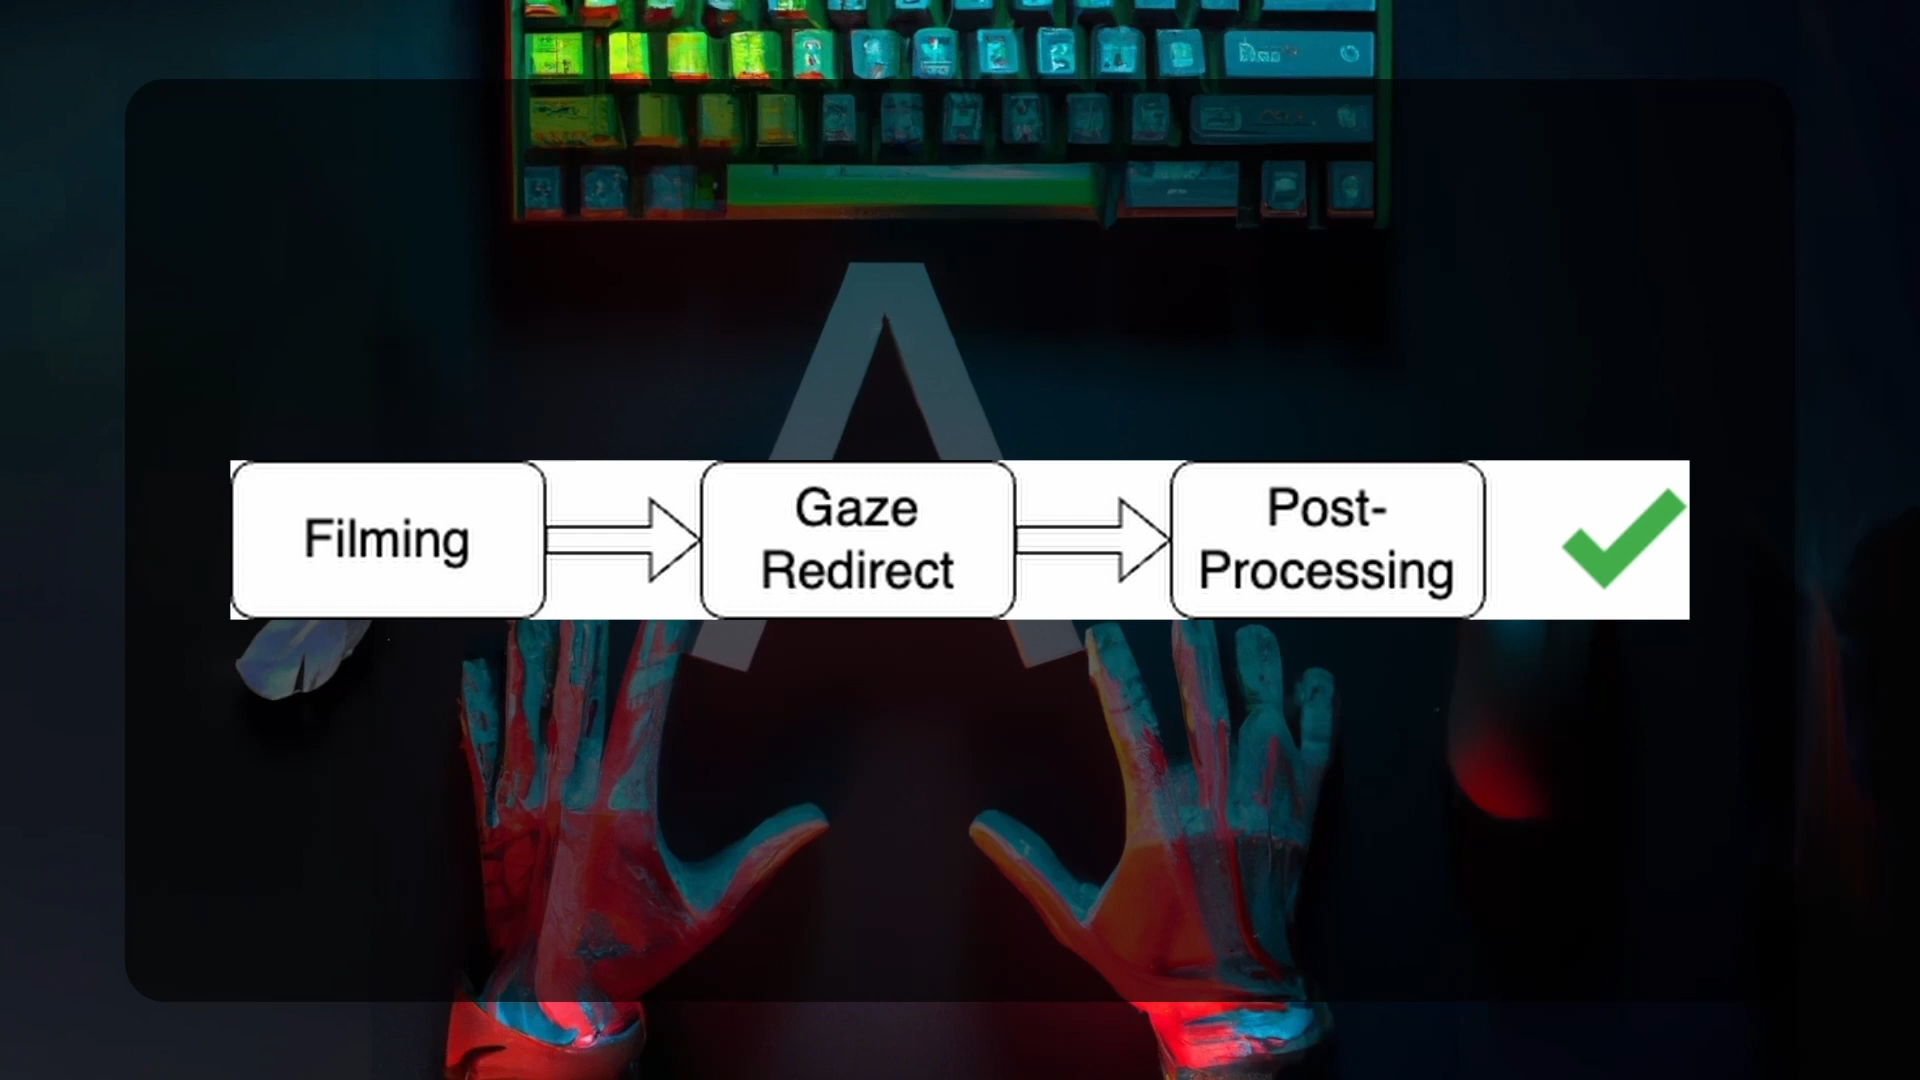 Filming
Gaze
Redirect
Post-
Processing